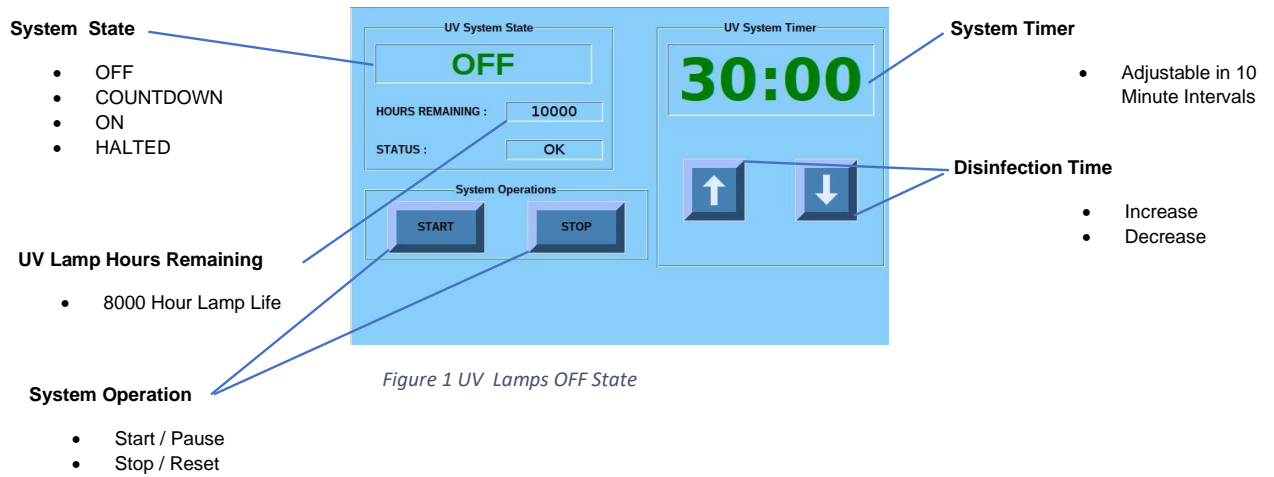 System State
• OFF
• COUNTDOWN
• ON
• HALTED
UV Lamp Hours Remaining
• 8000 Hour Lamp Life
System Operation
• Start / Pause
• Stop / Reset
UV System State
OFF
HOURS REMAINING : 10000
STATUS : OK
System Operations
START STOP
UV System Timer
30:00
System Timer
• Adjustable in 10
Minute Intervals
Disinfection Time
• Increase
• Decrease
Figure 1 UV Lamps OFF State